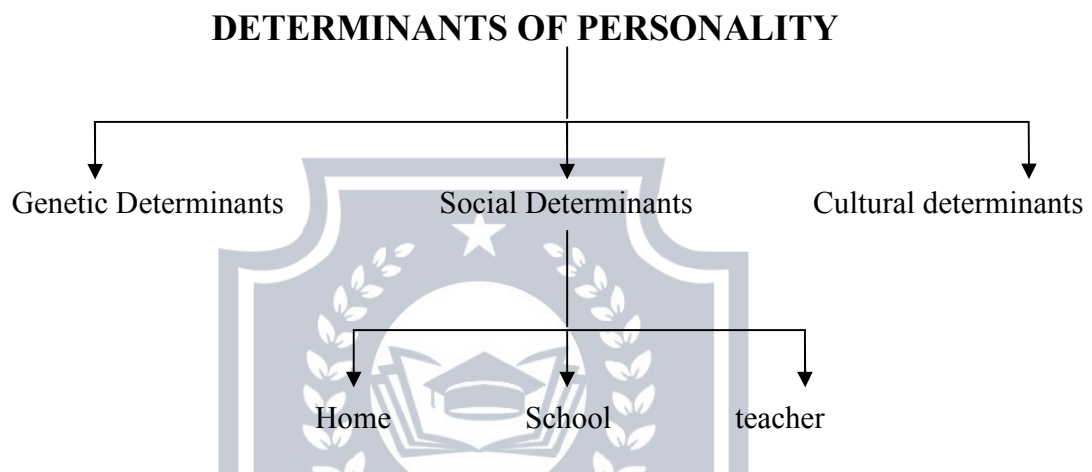 DETERMINANTS OF PERSONALITY
Genetic Determinants Social Determinants Cultural determinants
Home School teacher